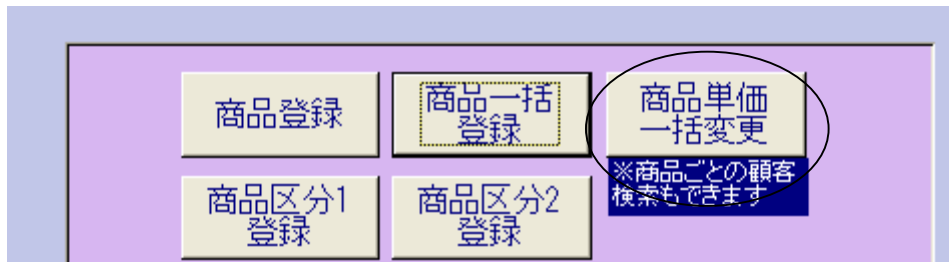 商品登録
商品一括
登録
商品単価
一括変更
※商品ごとの顧客
検索もできます
商品区分1
登録
商品区分2
登録